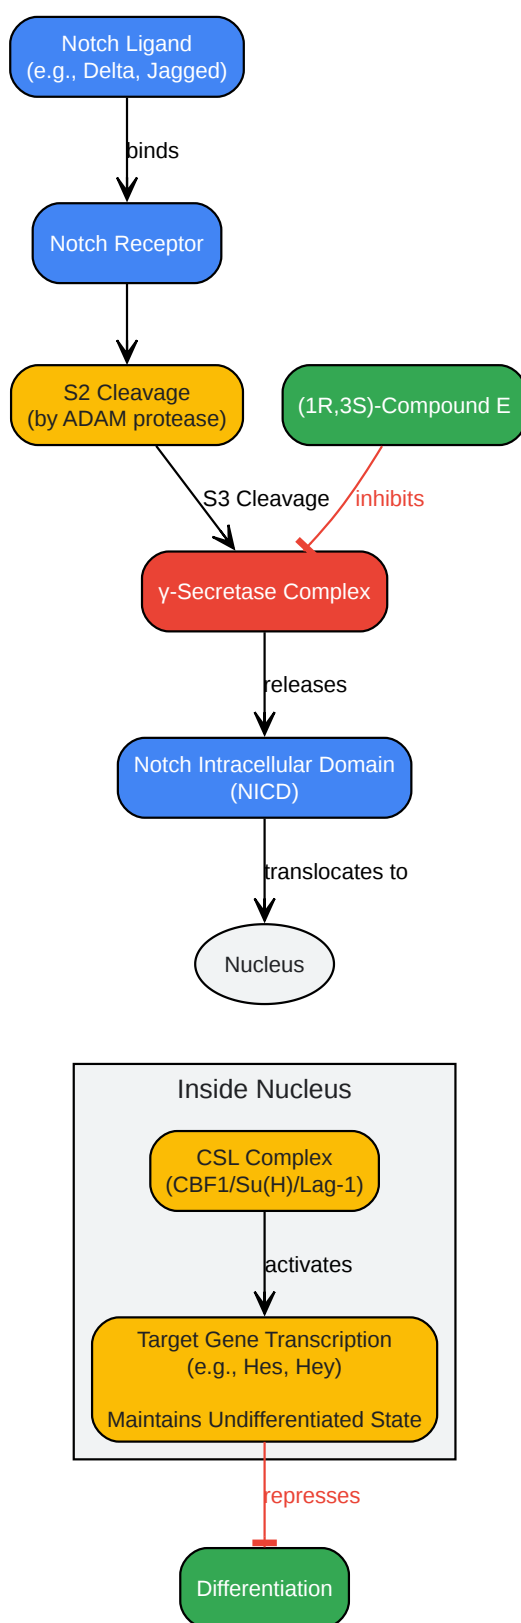 Notch Ligand
(e.g., Delta, Jagged)
binds
Notch Receptor
S2 Cleavage
(by ADAM protease)
(1R,3S)-Compound E
S3 Cleavage
inhibits
γ-Secretase Complex
releases
Notch Intracellular Domain
(NICD)
translocates to
Nucleus
Inside Nucleus
CSL Complex
(CBF1/Su(H)/Lag-1)
activates
Target Gene Transcription
(e.g., Hes, Hey)
Maintains Undifferentiated State
represses
Differentiation